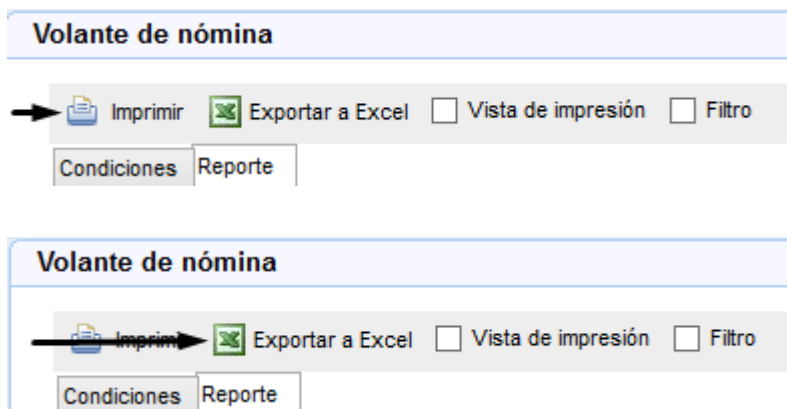 Volante de nómina
Imprimir Exportar a Excel Vista de impresión Filtro
Condiciones Reporte
Volante de nómina
Imprimir Exportar a Excel Vista de impresión Filtro
Condiciones Reporte